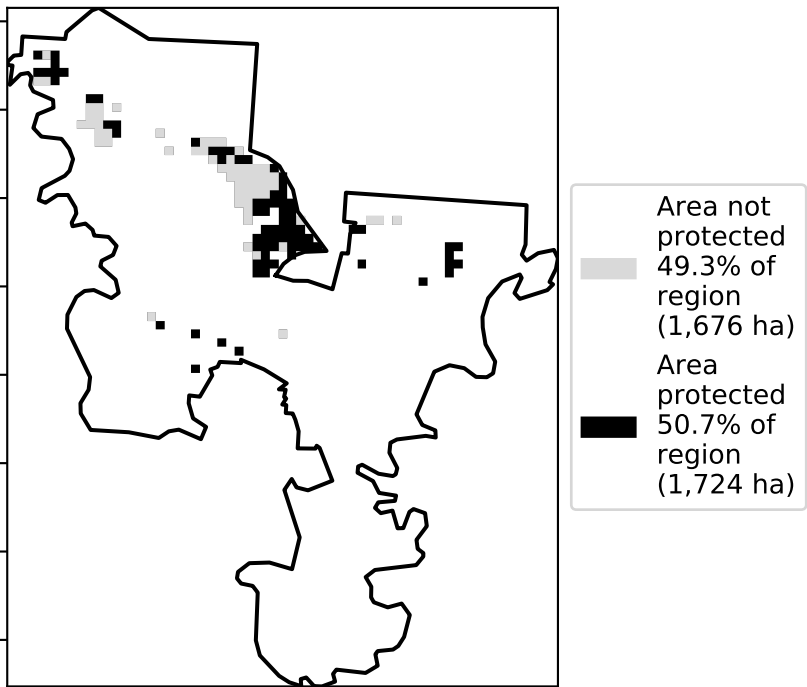 Area not
protected
49.3% of
region
(1,676 ha)
Area
protected
50.7% of
region
(1,724 ha)